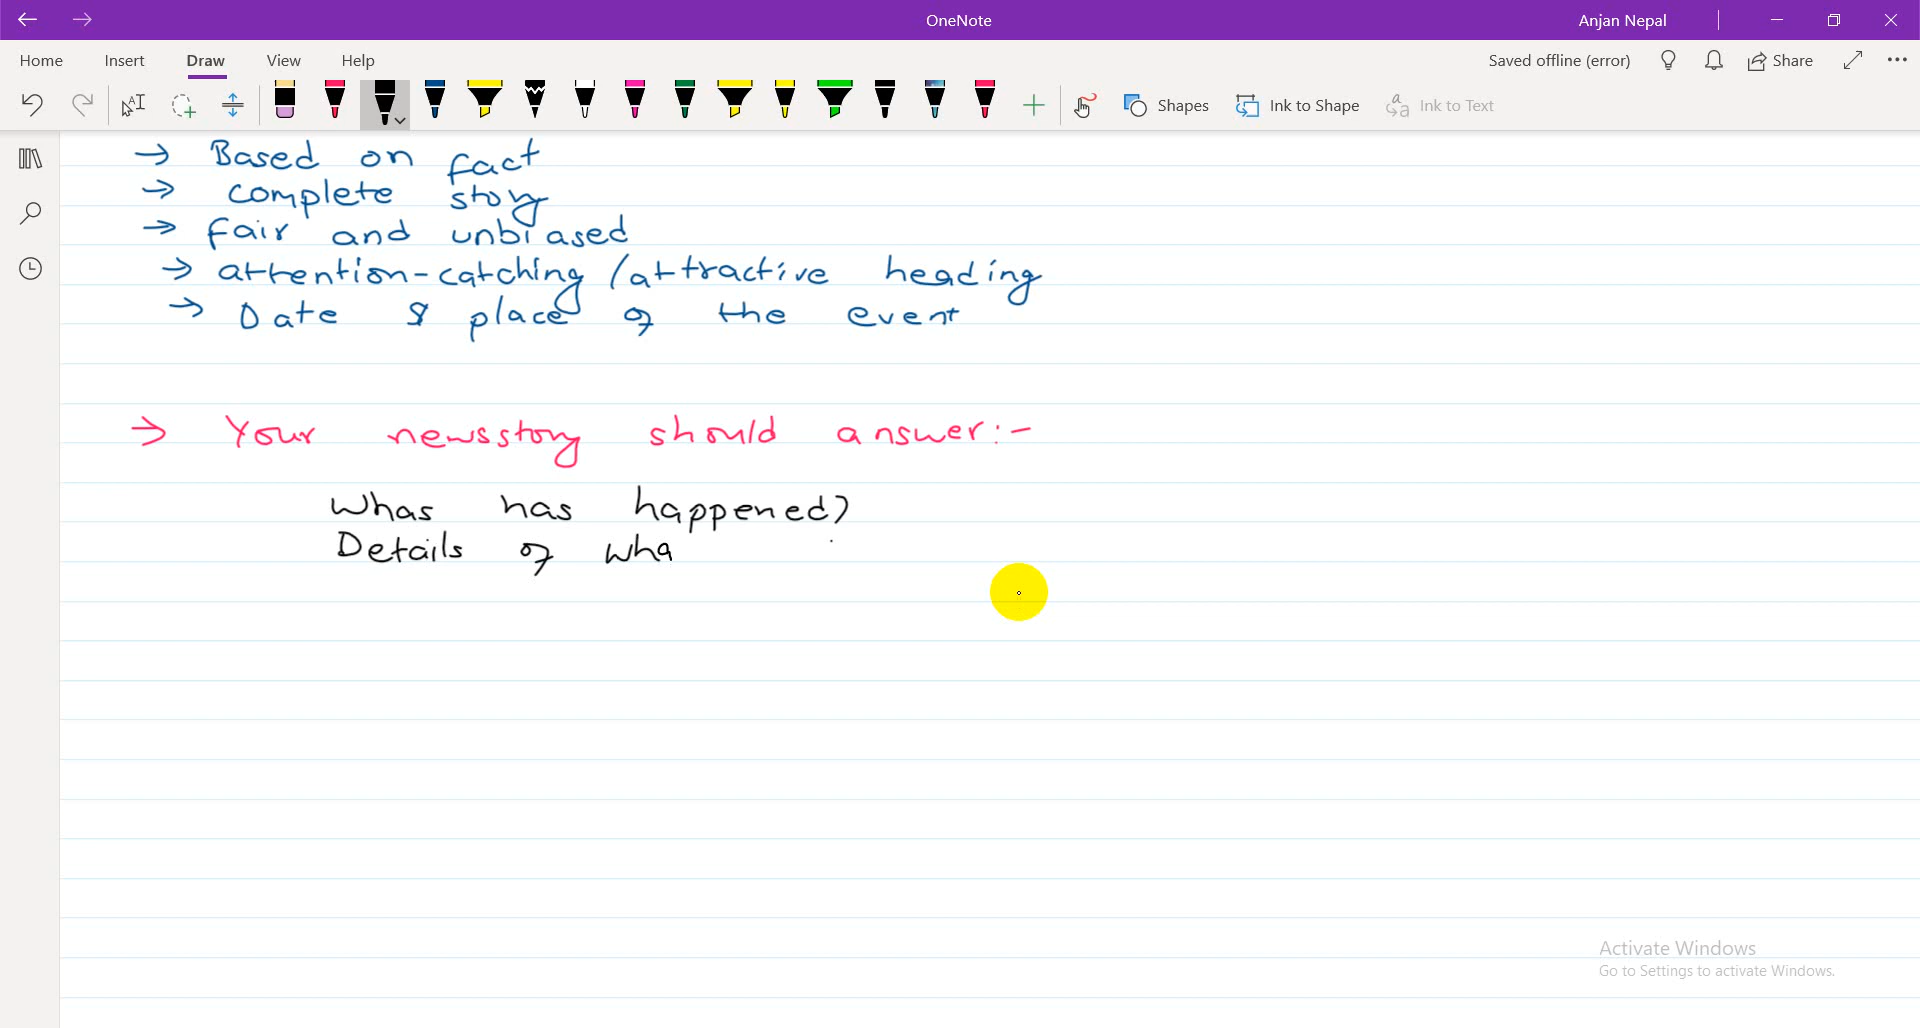 OneNote
Anjan Nepal
Home Insert Draw View Help
Saved offline (error)
Share
Shapes
Ink to Shape
Ink to Text
→ Based on fact
→ complete story
→ fair and unbiased
→ attention-catching /attractive heading
→ Date & place of the event
→ Your newsstory should answer:-
Whas has happened?
Details of wha
Activate Windows
Go to Settings to activate Windows.